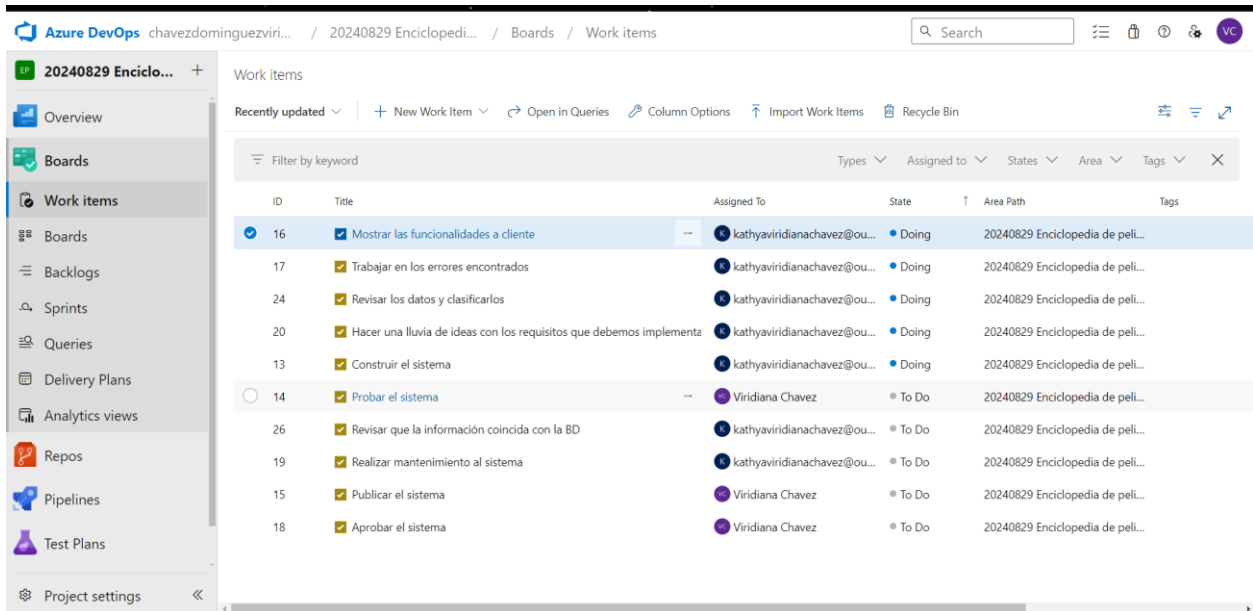 Azure DevOps chavezdominguezviri... / 20240829 Enciclopedi... / Boards / Work items Search VC
EP 20240829 Enciclo... +
Work items
Overview
Recently updated New Work Item Open in Queries Column Options Import Work Items Recycle Bin
Boards
Filter by keyword Types Assigned to States Area Tags
Work items
ID Title Assigned To State ↑ Area Path Tags
16 Mostrar las funcionalidades a cliente ... K kathyaviridianachavez@ou... Doing 20240829 Enciclopedia de peli...
Boards
17 Trabajar en los errores encontrados K kathyaviridianachavez@ou... Doing 20240829 Enciclopedia de peli...
Backlogs
24 Revisar los datos y clasificarlos K kathyaviridianachavez@ou... Doing 20240829 Enciclopedia de peli...
Sprints
20 Hacer una lluvia de ideas con los requisitos que debemos implementa K kathyaviridianachavez@ou... Doing 20240829 Enciclopedia de peli...
Queries
13 Construir el sistema K kathyaviridianachavez@ou... Doing 20240829 Enciclopedia de peli...
Delivery Plans
14 Probar el sistema ... VC Viridiana Chavez To Do 20240829 Enciclopedia de peli...
Analytics views
26 Revisar que la información coincida con la BD K kathyaviridianachavez@ou... To Do 20240829 Enciclopedia de peli...
Repos
19 Realizar mantenimiento al sistema K kathyaviridianachavez@ou... To Do 20240829 Enciclopedia de peli...
Pipelines
15 Publicar el sistema VC Viridiana Chavez To Do 20240829 Enciclopedia de peli...
18 Aprobar el sistema VC Viridiana Chavez To Do 20240829 Enciclopedia de peli...
Test Plans
Project settings